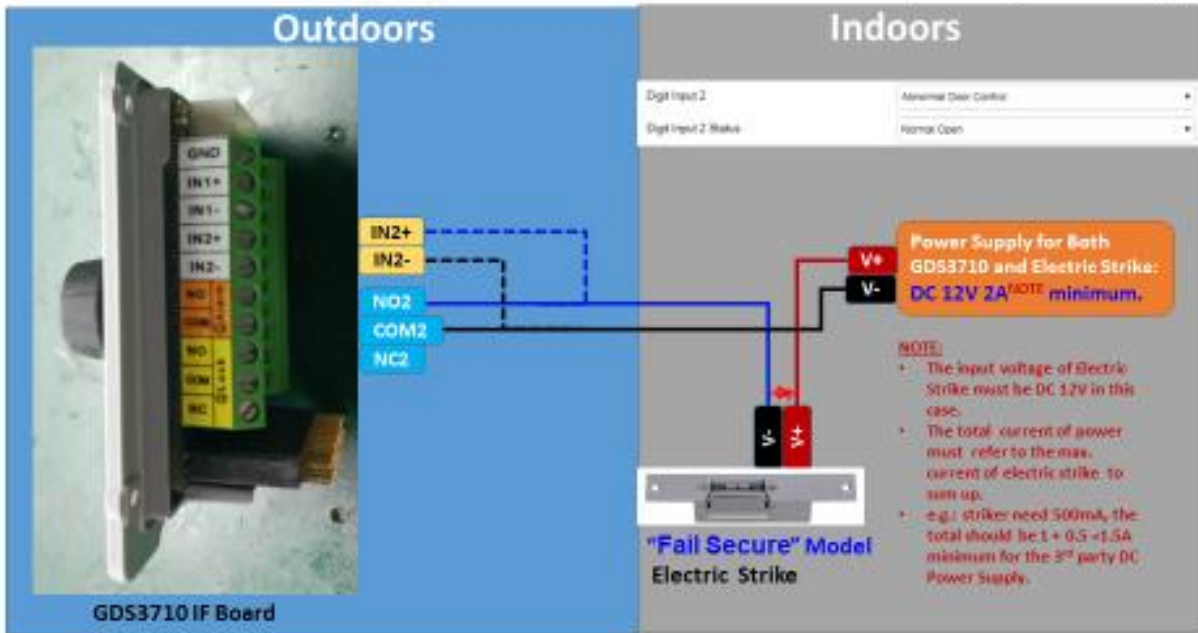 Outdoors
Indoors
Digit Input 2
Abnormal Door Control
Digit Input 2 Status
Normal Open
GND
IN1+
IN1-
IN2+
IN2-
NO
COM
NO
COM
NC
Lock
IN2+
IN2-
NO2
COM2
NC2
V+
V-
Power Supply for Both
GDS3710 and Electric Strike:
DC 12V 2A NOTE minimum.
NOTE:
• The input voltage of Electric
Strike must be DC 12V in this
case.
• The total current of power
must refer to the max.
current of electric strike to
sum up.
• e.g.: striker need 500mA, the
total should be 1 + 0.5 =1.5A
minimum for the 3rd party DC
Power Supply.
V-
V+
"Fail Secure" Model
Electric Strike
GDS3710 IF Board